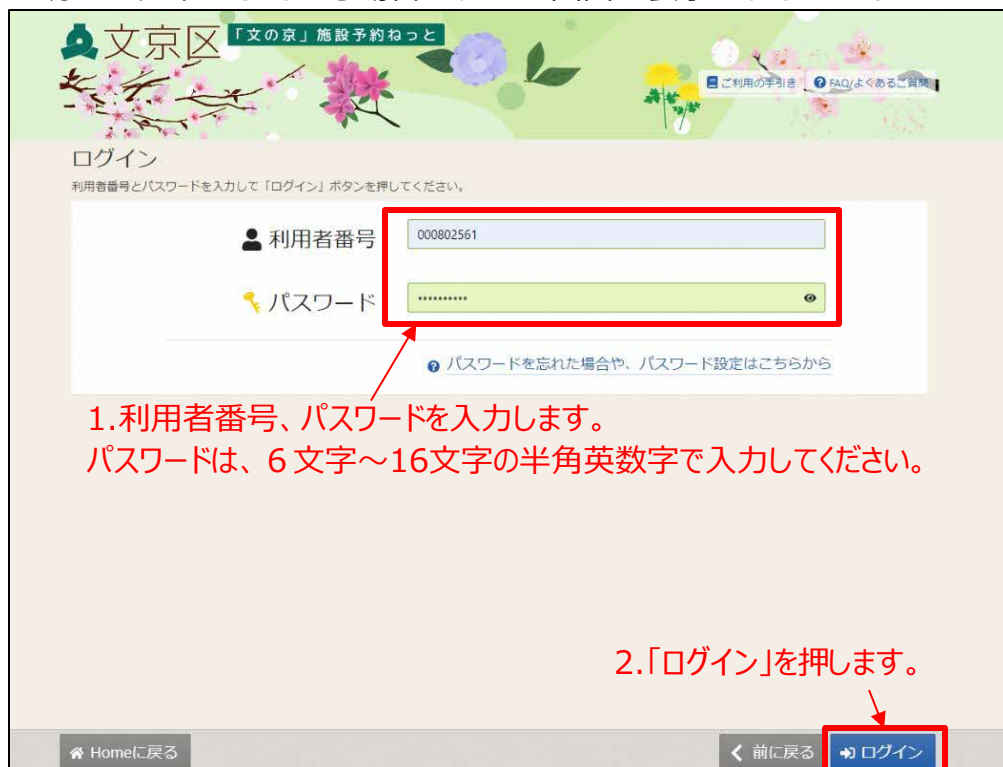 文京区 「文の京」施設予約ねっと
ご利用の手引き FAQ/よくあるご質問
ログイン
利用者番号とパスワードを入力して「ログイン」ボタンを押してください。
利用者番号 000802561
パスワード ••••••••••
パスワードを忘れた場合や、パスワード設定はこちらから
1.利用者番号、パスワードを入力します。
パスワードは、6文字～16文字の半角英数字で入力してください。
2.「ログイン」を押します。
Homeに戻る 前に戻る ログイン